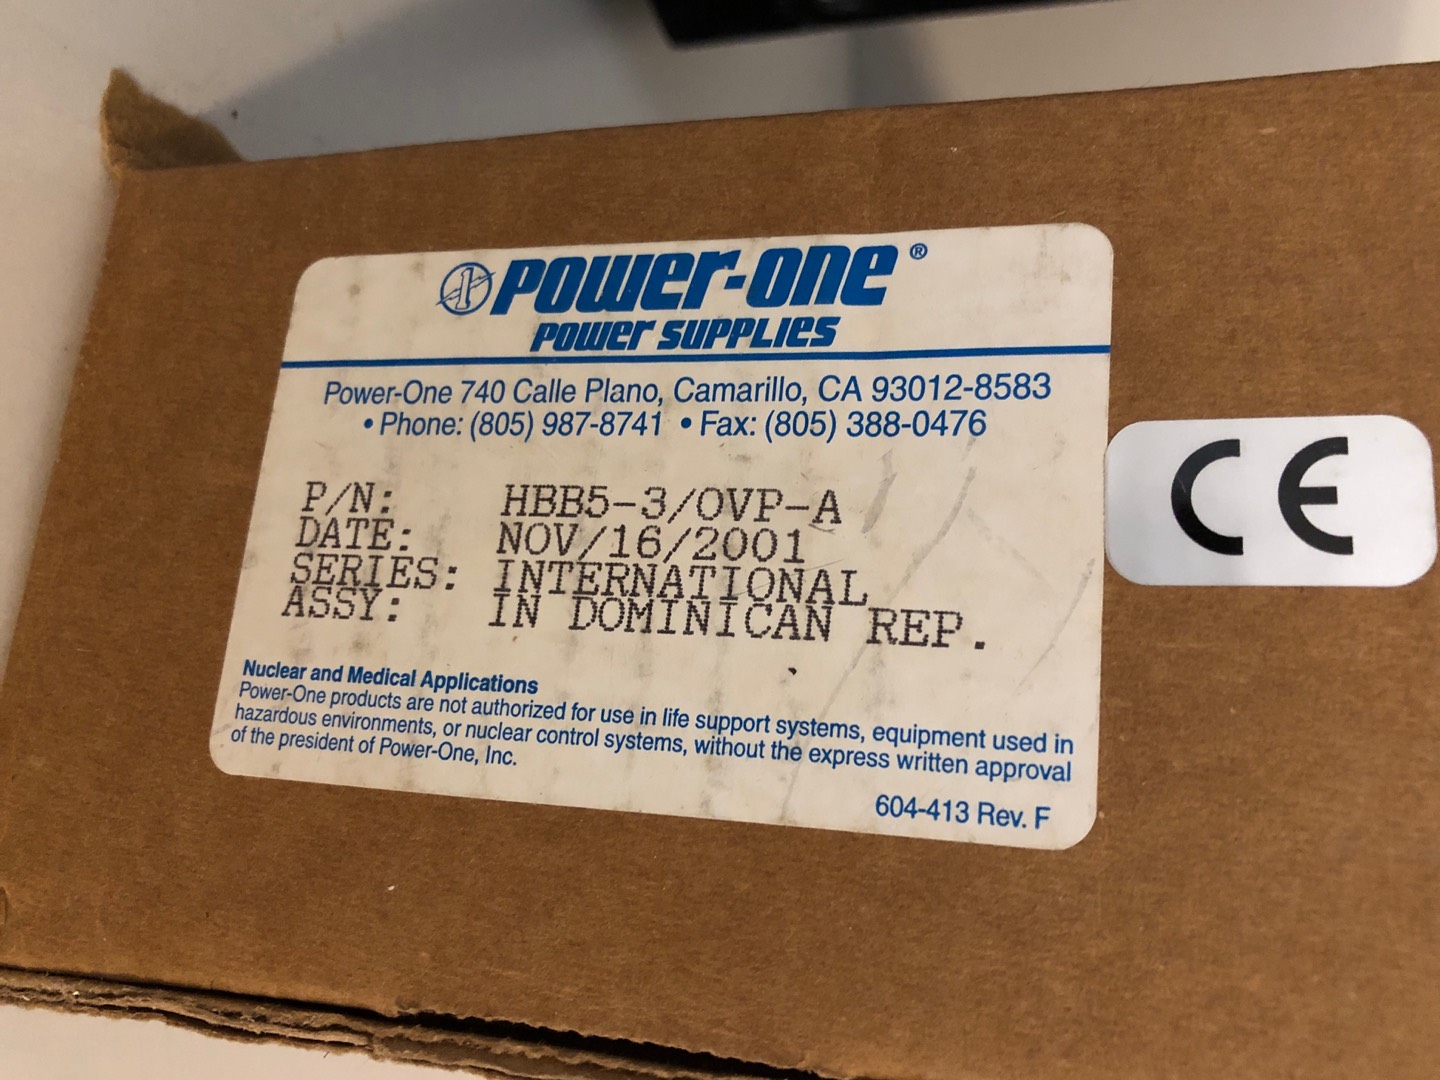 POWER-ONE ®
POWER SUPPLIES
Power-One 740 Calle Plano, Camarillo, CA 93012-8583
• Phone: (805) 987-8741 • Fax: (805) 388-0476
P/N: HBB5-3/OVP-A
DATE: NOV/16/2001
SERIES: INTERNATIONAL
ASSY: IN DOMINICAN REP.
Nuclear and Medical Applications
Power-One products are not authorized for use in life support systems, equipment used in
hazardous environments, or nuclear control systems, without the express written approval
of the president of Power-One, Inc.
604-413 Rev. F
CE